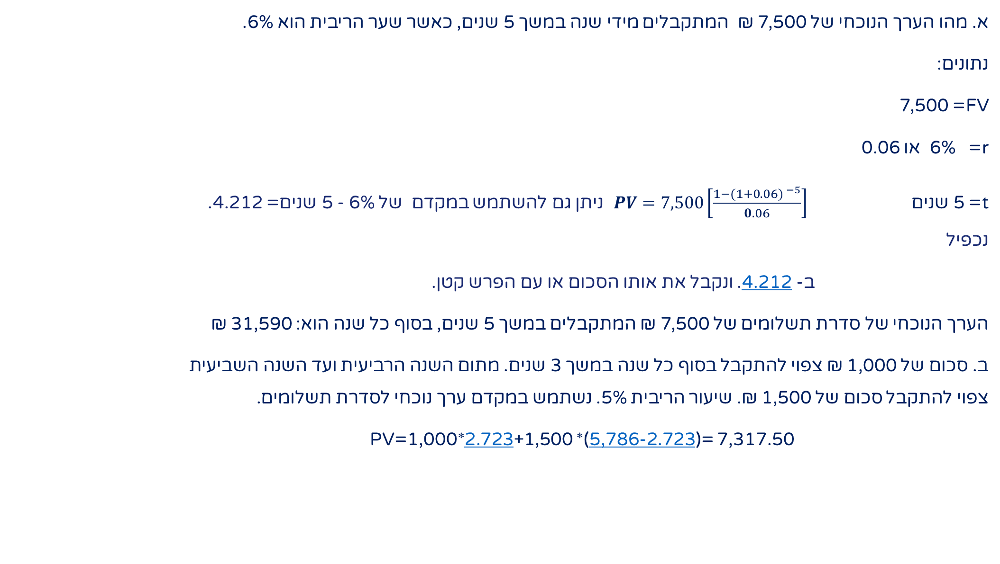 א. מהו הערך הנוכחי של 7,500 ₪ המתקבלים מידי שנה במשך 5 שנים, כאשר שער הריבית הוא 6%.
נתונים:
FV= 7,500
r= 6% או 0.06
t= 5 שנים PV = 7,500 [(1−(1+0.06)^−5)/0.06] ניתן גם להשתמש במקדם של 6% - 5 שנים= 4.212.
נכפיל
ב- 4.212. ונקבל את אותו הסכום או עם הפרש קטן.
הערך הנוכחי של סדרת תשלומים של 7,500 ₪ המתקבלים במשך 5 שנים, בסוף כל שנה הוא: 31,590 ₪
ב. סכום של 1,000 ₪ צפוי להתקבל בסוף כל שנה במשך 3 שנים. מתום השנה הרביעית ועד השנה השביעית
צפוי להתקבל סכום של 1,500 ₪. שיעור הריבית 5%. נשתמש במקדם ערך נוכחי לסדרת תשלומים.
PV=1,000*2.723+1,500 *(5,786-2.723)= 7,317.50